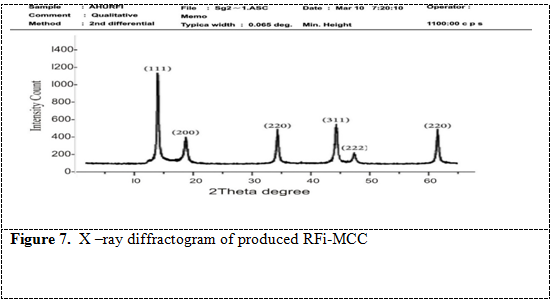 Sample : AHURFI File : Sg2~1.ASC Date : Mar 10 7:20:10 Operator :
Comment : Qualitative Memo
Method : 2nd differential Typica width : 0.065 deg. Min. Height 1100:00 c p s
Intensity Count
1400-
1200-
1000-
800-
600-
400-
200-
0-
(111)
(200)
(220)
(311)
(222)
(220)
10 20 30 40 50 60
2Theta degree
Figure 7. X –ray diffractogram of produced RFi-MCC